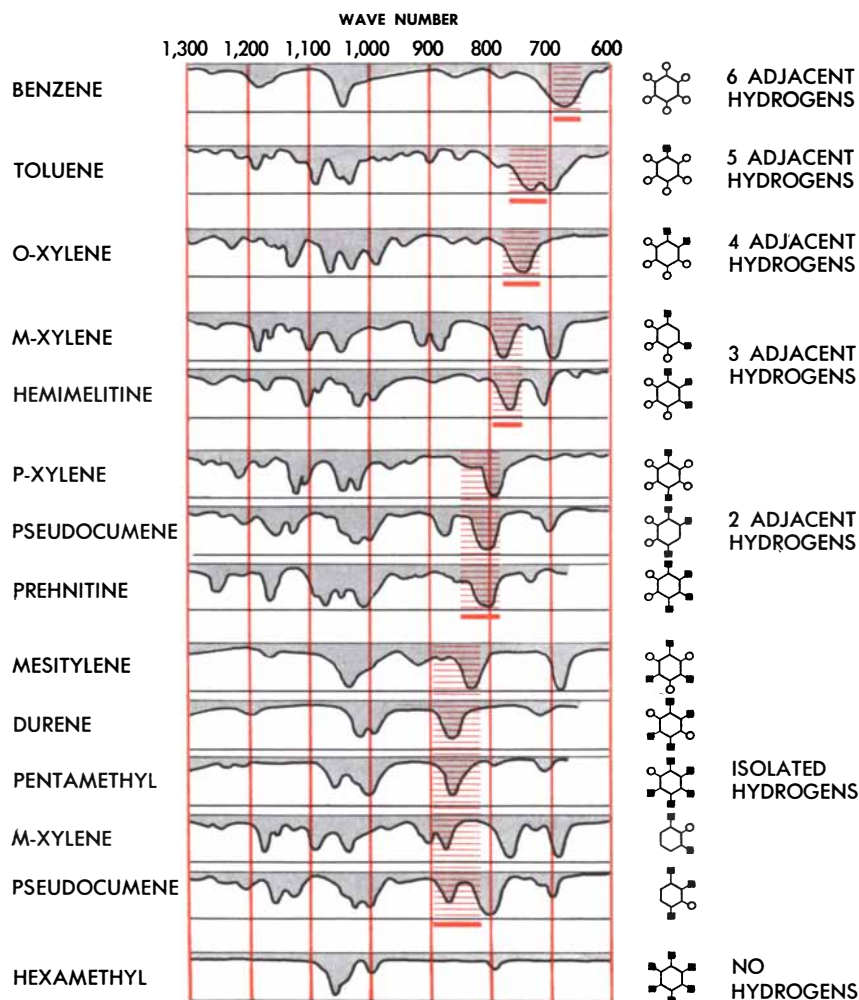 WAVE NUMBER
1,300 1,200 1,100 1,000 900 800 700 600
BENZENE
6 ADJACENT
HYDROGENS
TOLUENE
5 ADJACENT
HYDROGENS
O-XYLENE
4 ADJACENT
HYDROGENS
M-XYLENE
3 ADJACENT
HYDROGENS
HEMIMELITINE
P-XYLENE
PSEUDOCUMENE
2 ADJACENT
HYDROGENS
PREHNITINE
MESITYLENE
DURENE
PENTAMETHYL
ISOLATED
HYDROGENS
M-XYLENE
PSEUDOCUMENE
HEXAMETHYL
NO
HYDROGENS